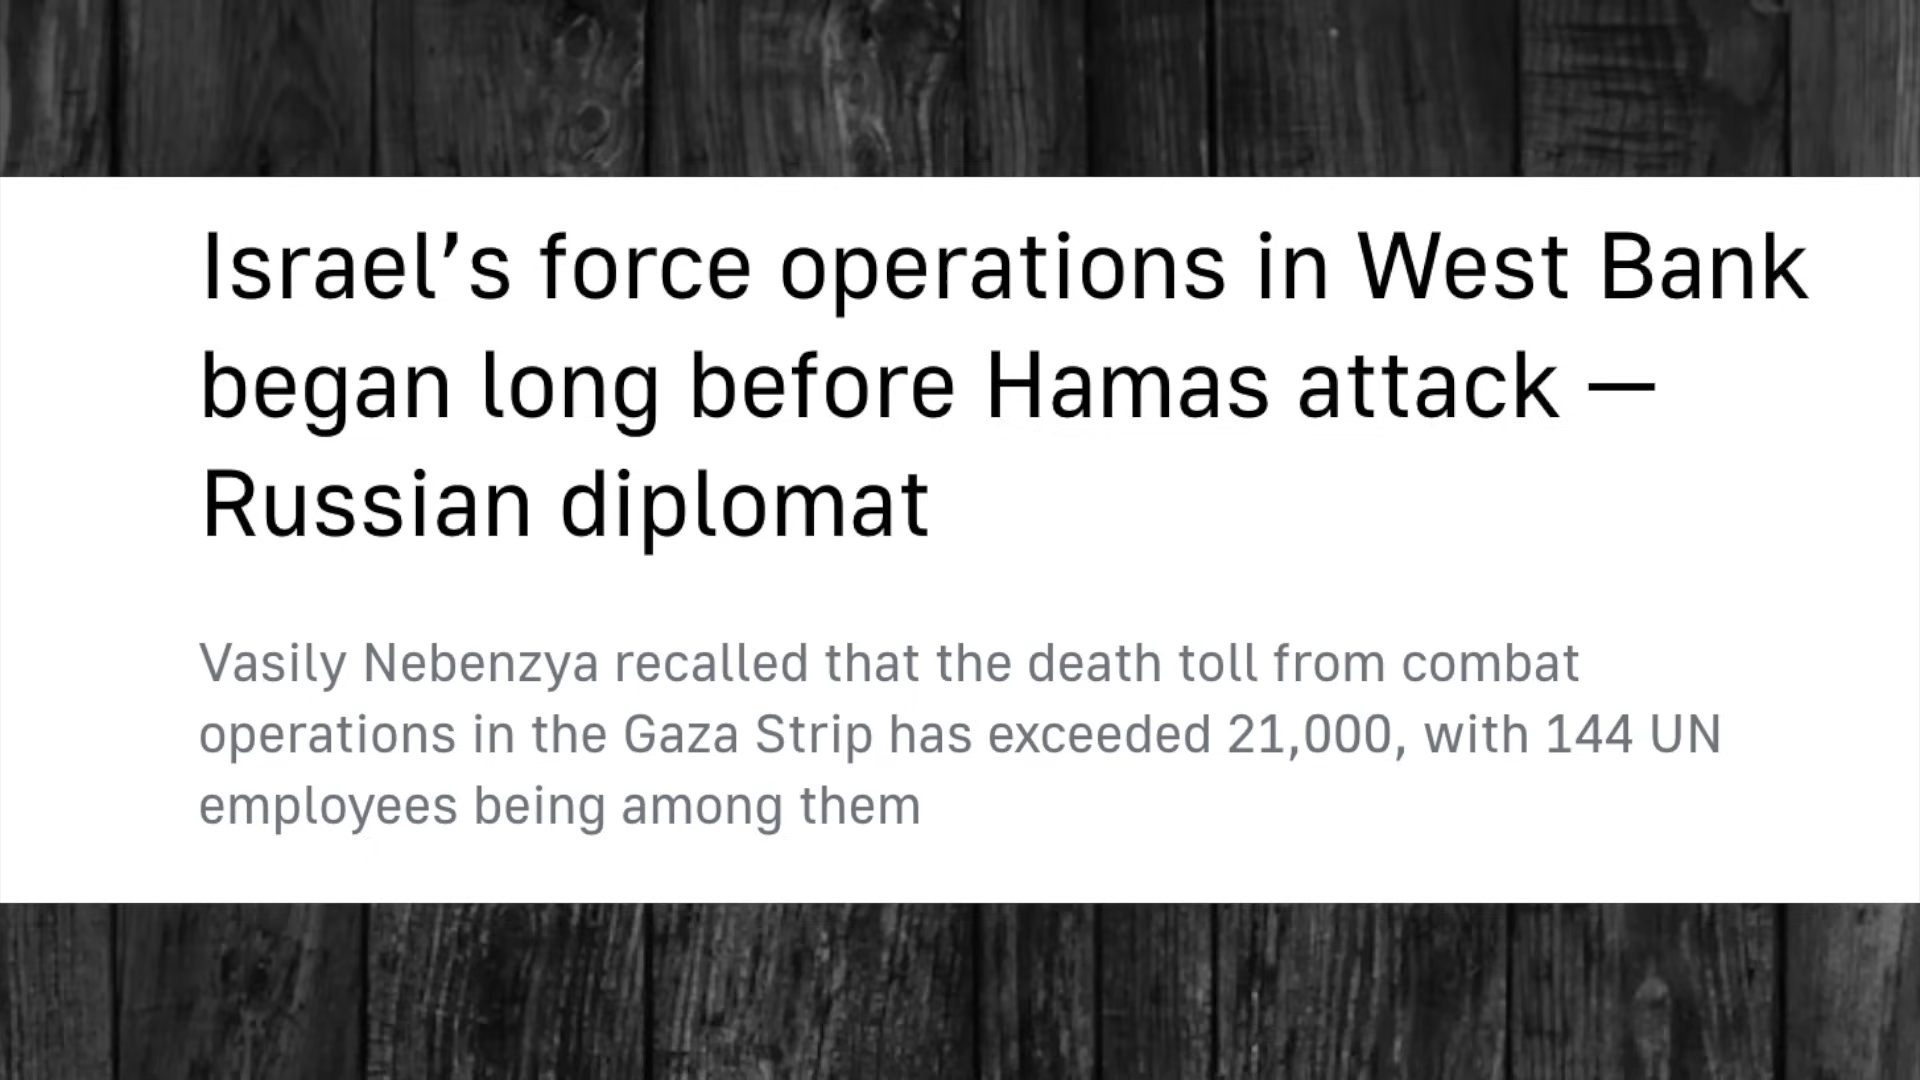 Israel’s force operations in West Bank
began long before Hamas attack —
Russian diplomat
Vasily Nebenzya recalled that the death toll from combat
operations in the Gaza Strip has exceeded 21,000, with 144 UN
employees being among them